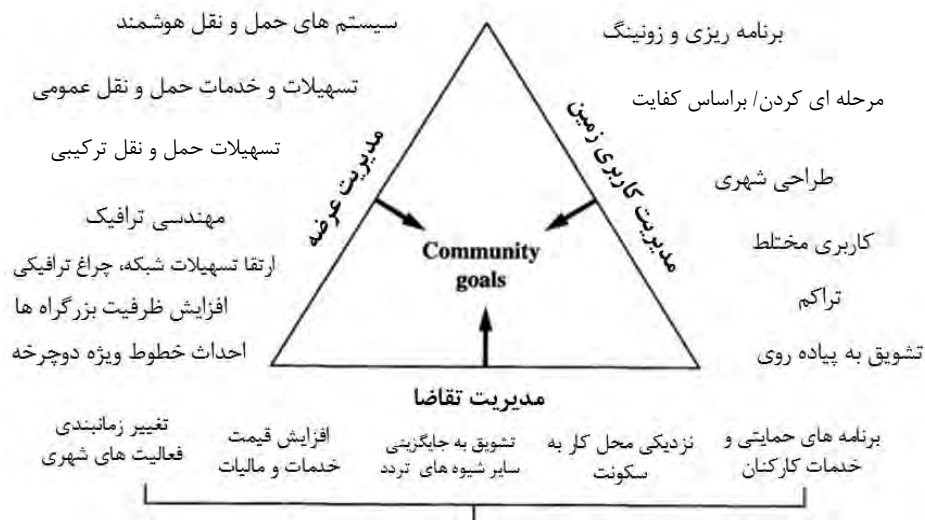 سیستم های حمل و نقل هوشمند
تسهیلات و خدمات حمل و نقل عمومی
تسهیلات حمل و نقل ترکیبی
مهندسی ترافیک
ارتقا تسهیلات شبکه، چراغ ترافیکی
افزایش ظرفیت بزرگراه ها
احداث خطوط ویژه دوچرخه
مدیریت عرضه
برنامه ریزی و زونینگ
مرحله ای کردن/ براساس کفایت
طراحی شهری
کاربری مختلط
تراکم
تشویق به پیاده روی
مدیریت کاربری زمین
Community
goals
مدیریت تقاضا
برنامه های حمایتی و
خدمات کارکنان
نزدیکی محل کار به
سکونت
تشویق به جایگزینی
سایر شیوه های تردد
افزایش قیمت
خدمات و مالیات
تغییر زمانبندی
فعالیت های شهری